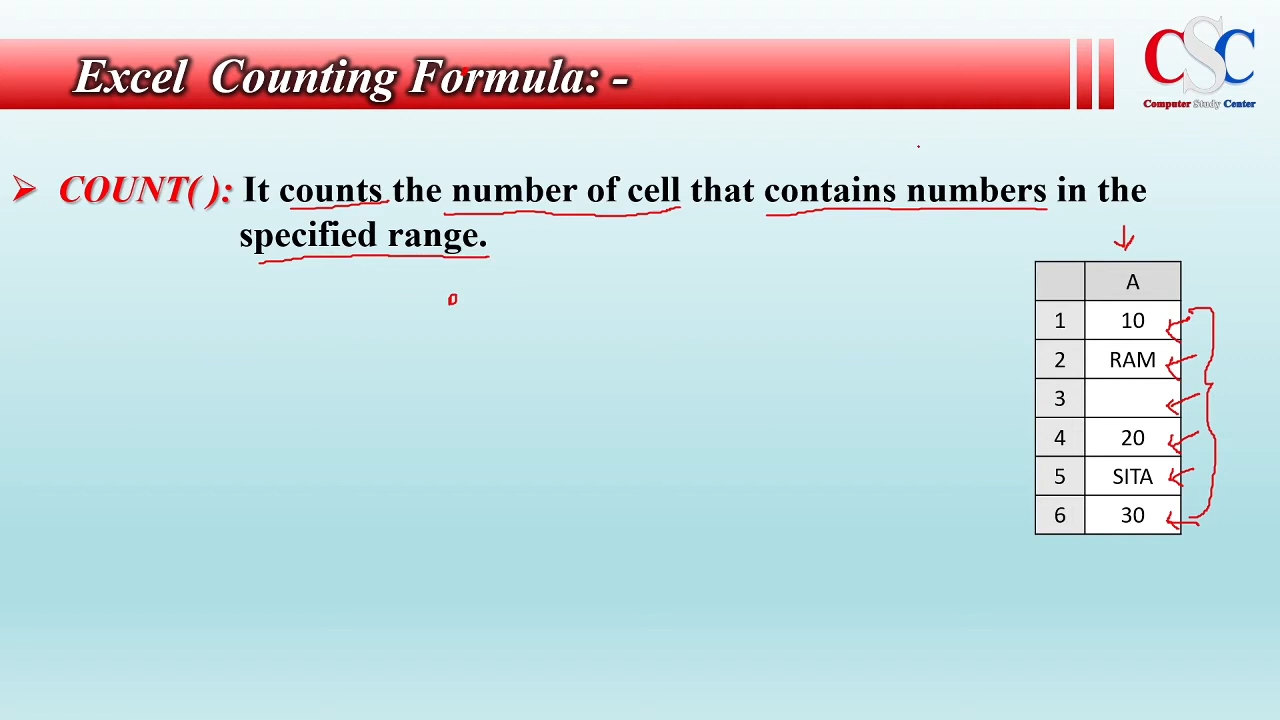 Excel Counting Formula: -
CSC
Computer Study Center
➢ COUNT( ): It counts the number of cell that contains numbers in the
specified range.
A
1 10
2 RAM
3
4 20
5 SITA
6 30